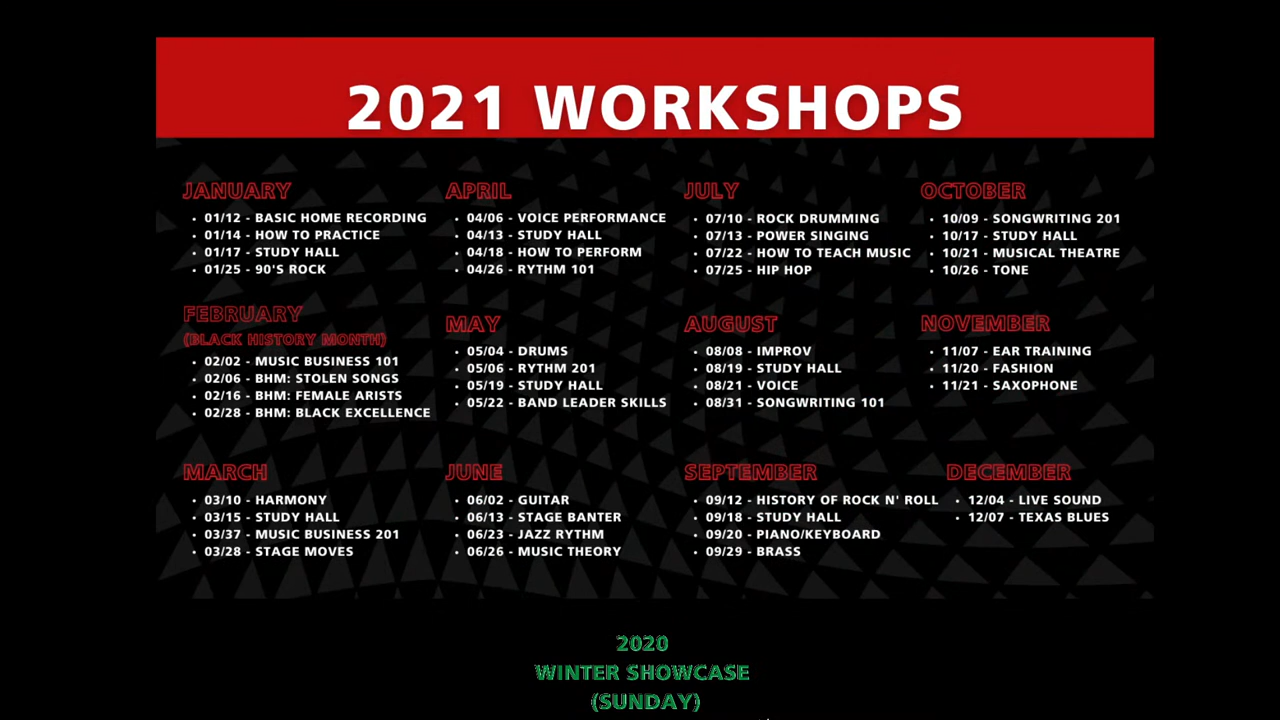 2021 WORKSHOPS
JANUARY
• 01/12 - BASIC HOME RECORDING
• 01/14 - HOW TO PRACTICE
• 01/17 - STUDY HALL
• 01/25 - 90'S ROCK
FEBRUARY
(BLACK HISTORY MONTH)
• 02/02 - MUSIC BUSINESS 101
• 02/06 - BHM: STOLEN SONGS
• 02/16 - BHM: FEMALE ARISTS
• 02/28 - BHM: BLACK EXCELLENCE
MARCH
• 03/10 - HARMONY
• 03/15 - STUDY HALL
• 03/37 - MUSIC BUSINESS 201
• 03/28 - STAGE MOVES
APRIL
• 04/06 - VOICE PERFORMANCE
• 04/13 - STUDY HALL
• 04/18 - HOW TO PERFORM
• 04/26 - RYTHM 101
MAY
• 05/04 - DRUMS
• 05/06 - RYTHM 201
• 05/19 - STUDY HALL
• 05/22 - BAND LEADER SKILLS
JUNE
• 06/02 - GUITAR
• 06/13 - STAGE BANTER
• 06/23 - JAZZ RYTHM
• 06/26 - MUSIC THEORY
JULY
• 07/10 - ROCK DRUMMING
• 07/13 - POWER SINGING
• 07/22 - HOW TO TEACH MUSIC
• 07/25 - HIP HOP
AUGUST
• 08/08 - IMPROV
• 08/19 - STUDY HALL
• 08/21 - VOICE
• 08/31 - SONGWRITING 101
SEPTEMBER
• 09/12 - HISTORY OF ROCK N' ROLL
• 09/18 - STUDY HALL
• 09/20 - PIANO/KEYBOARD
• 09/29 - BRASS
OCTOBER
• 10/09 - SONGWRITING 201
• 10/17 - STUDY HALL
• 10/21 - MUSICAL THEATRE
• 10/26 - TONE
NOVEMBER
• 11/07 - EAR TRAINING
• 11/20 - FASHION
• 11/21 - SAXOPHONE
DECEMBER
• 12/04 - LIVE SOUND
• 12/07 - TEXAS BLUES
2020
WINTER SHOWCASE
(SUNDAY)